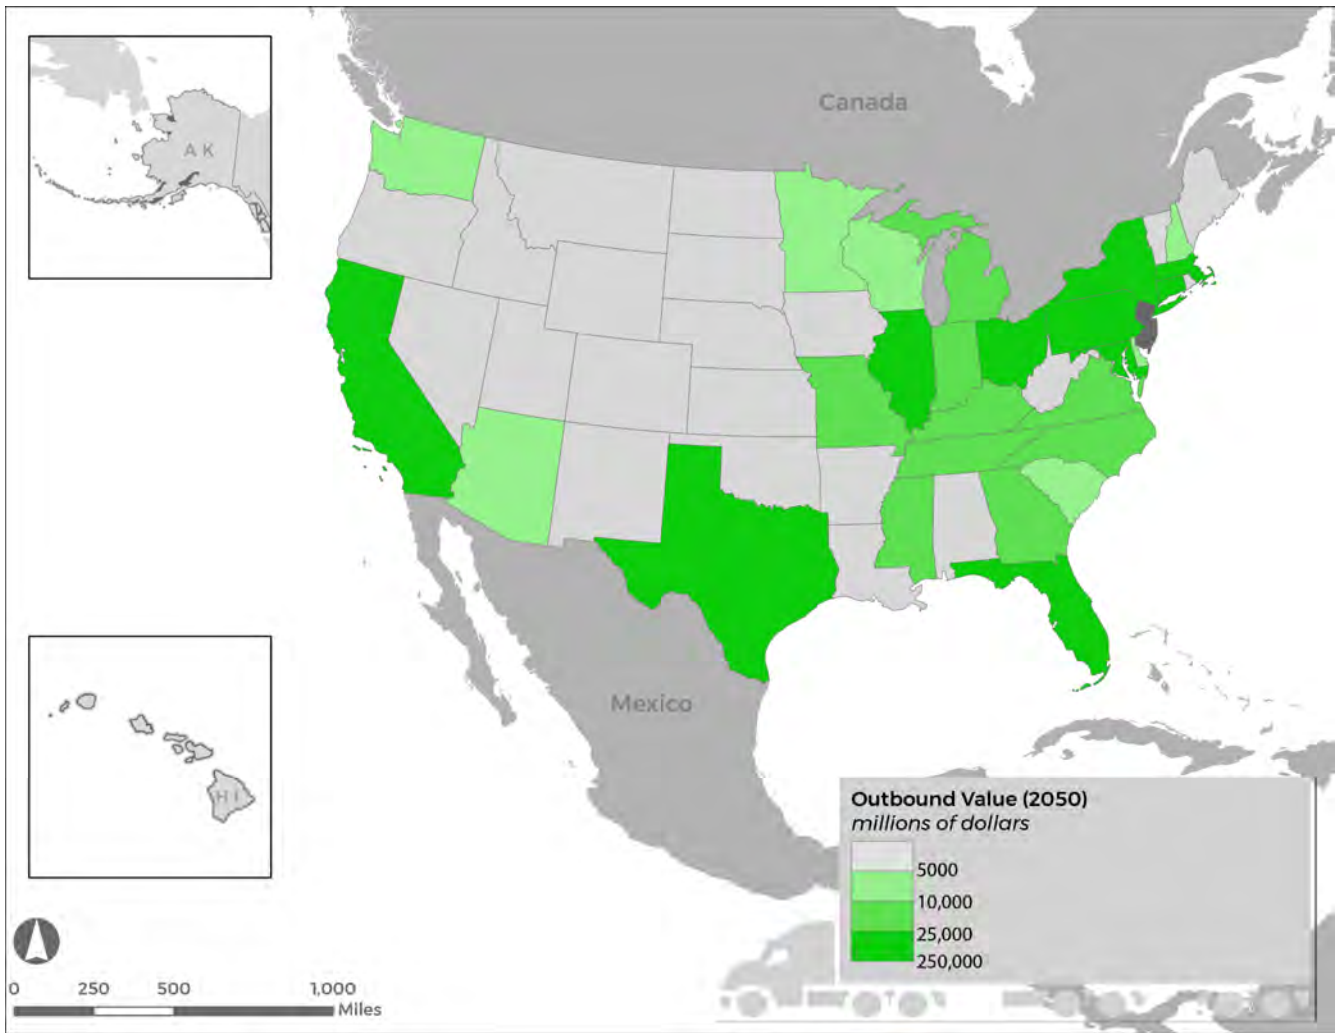 Canada
A K
Mexico
H I
Outbound Value (2050)
millions of dollars
5000
10,000
25,000
250,000
0 250 500 1,000
Miles